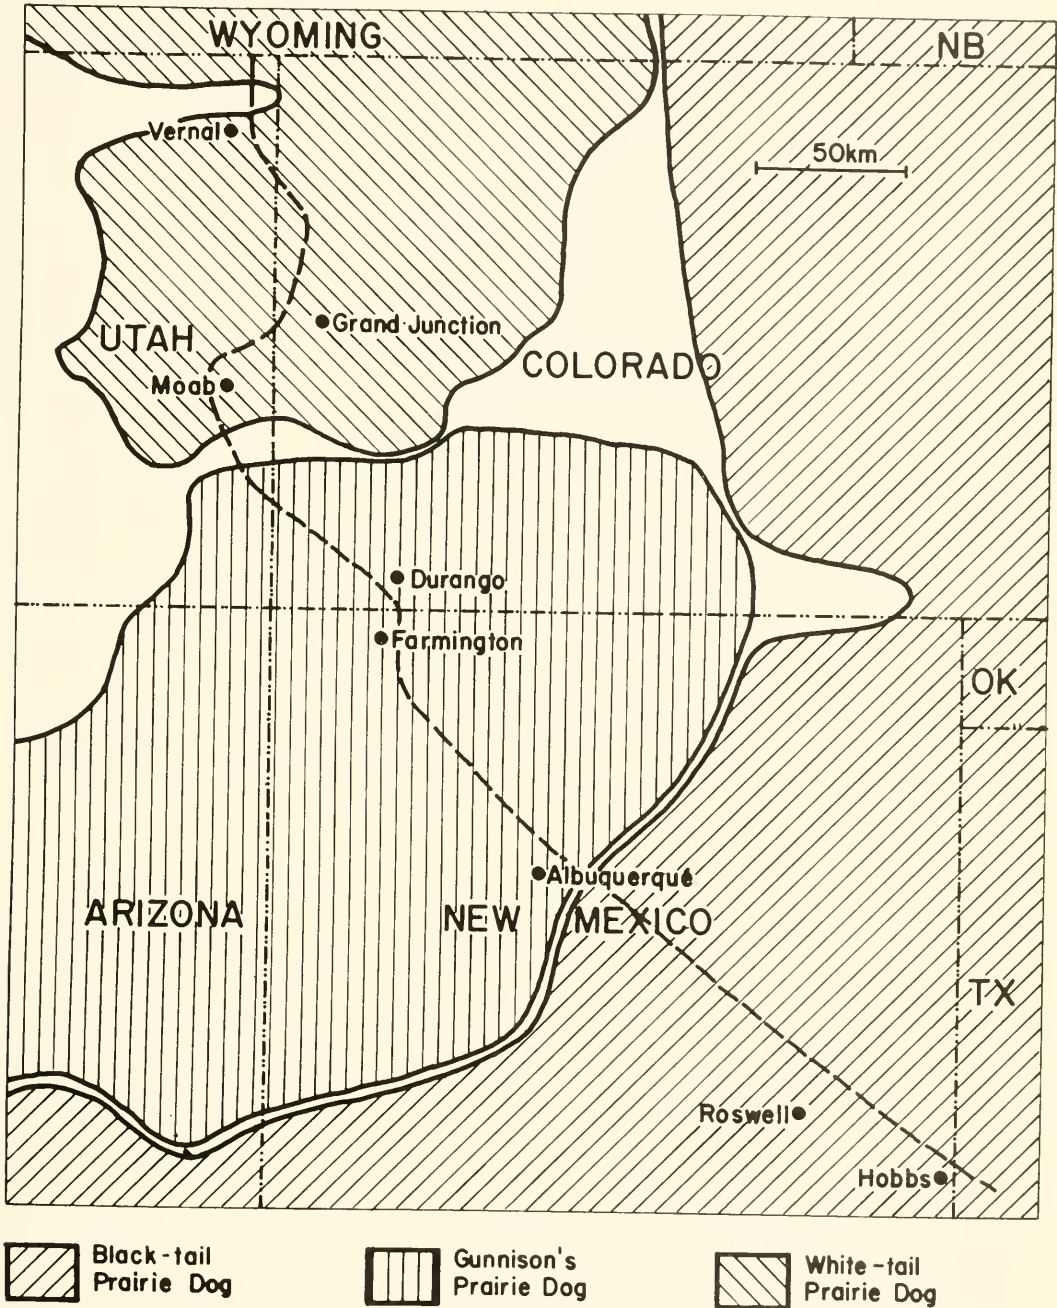 WYOMING
NB
Vernal
50km
Grand Junction
UTAH
COLORADO
Moab
Durango
Farmington
OK
Albuquerqué
ARIZONA
NEW MEXICO
TX
Roswell
Hobbs
Black-tail
Prairie Dog
Gunnison's
Prairie Dog
White-tail
Prairie Dog